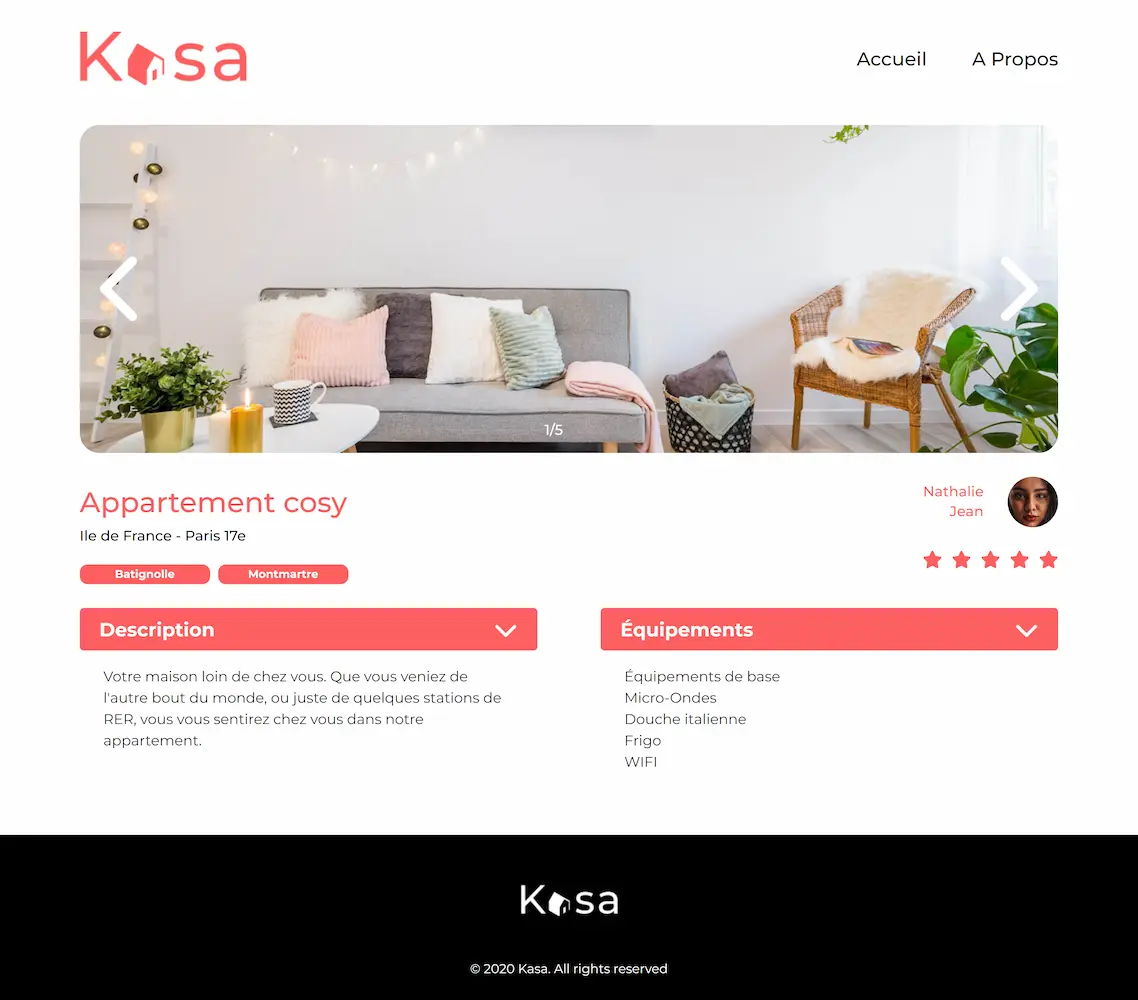 Kasa
Accueil
A Propos
1/5
Appartement cosy
Ile de France - Paris 17e
Batignolle
Montmartre
Nathalie
Jean
Description
Votre maison loin de chez vous. Que vous veniez de
l'autre bout du monde, ou juste de quelques stations de
RER, vous vous sentirez chez vous dans notre
appartement.
Équipements
Équipements de base
Micro-Ondes
Douche italienne
Frigo
WIFI
Kasa
© 2020 Kasa. All rights reserved